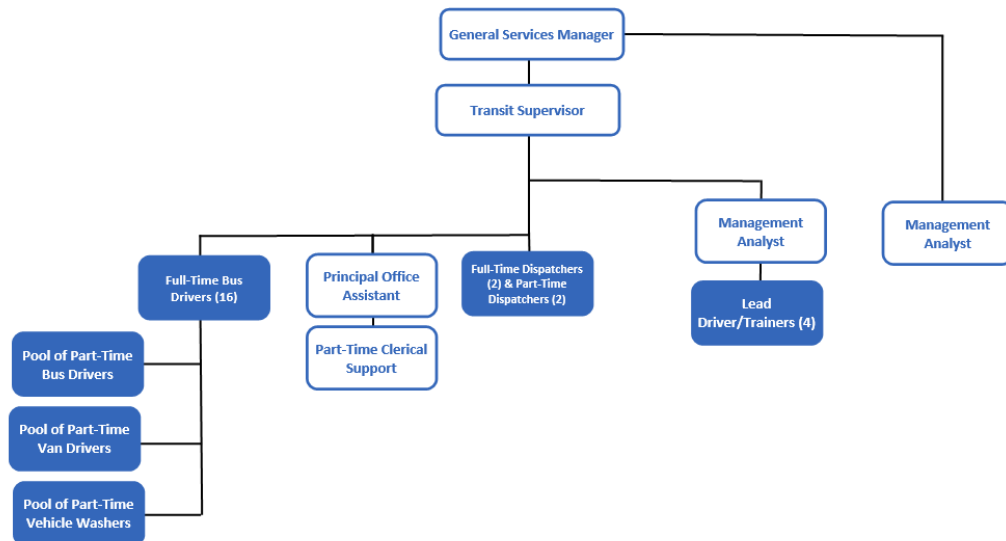 General Services Manager
Transit Supervisor
Management
Analyst
Management
Analyst
Full-Time Bus
Drivers (16)
Principal Office
Assistant
Full-Time Dispatchers
(2) & Part-Time
Dispatchers (2)
Lead
Driver/Trainers (4)
Part-Time Clerical
Support
Pool of Part-Time
Bus Drivers
Pool of Part-Time
Van Drivers
Pool of Part-Time
Vehicle Washers